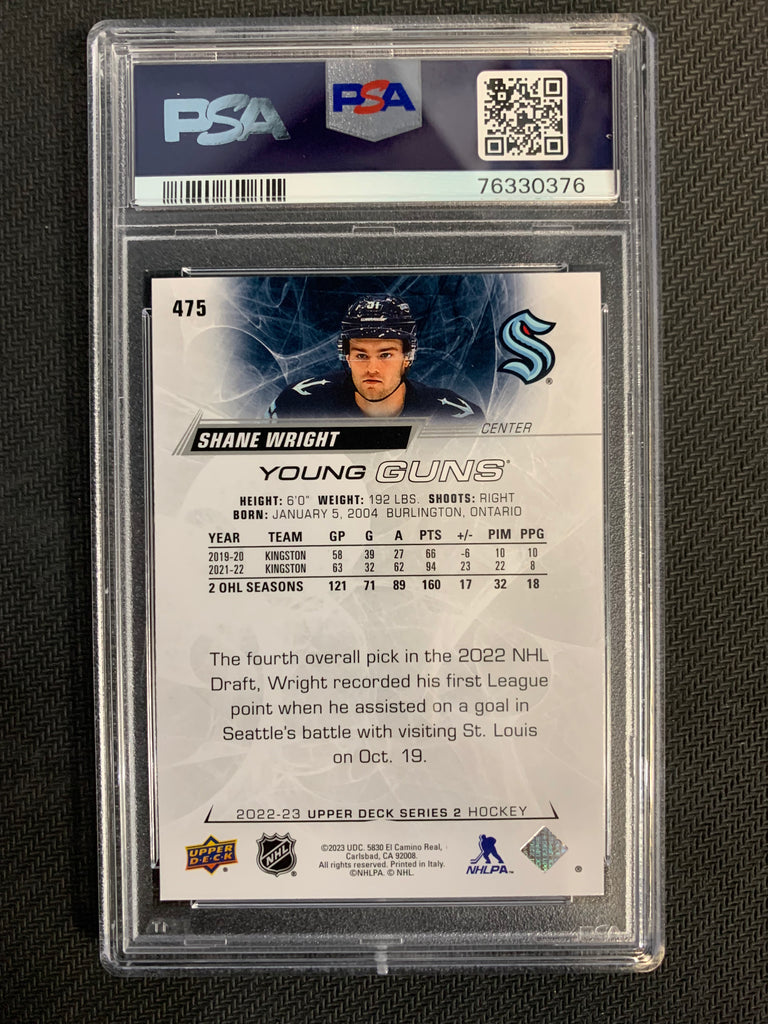 PSA PSA
76330376
475
91
S
SHANE WRIGHT
CENTER
YOUNG GUNS
HEIGHT: 6'0" WEIGHT: 192 LBS. SHOOTS: RIGHT
BORN: JANUARY 5, 2004 BURLINGTON, ONTARIO
YEAR TEAM GP G A PTS +/- PIM PPG
2019-20 KINGSTON 58 39 27 66 -6 10 10
2021-22 KINGSTON 63 32 62 94 23 22 8
2 OHL SEASONS 121 71 89 160 17 32 18
The fourth overall pick in the 2022 NHL
Draft, Wright recorded his first League
point when he assisted on a goal in
Seattle's battle with visiting St. Louis
on Oct. 19.
2022-23 UPPER DECK SERIES 2 HOCKEY
UPPER DECK
NHL
©2023 UDC. 5830 El Camino Real,
Carlsbad, CA 92008.
All rights reserved. Printed in Italy.
©NHLPA. © NHL.
NHLPA™
PSA